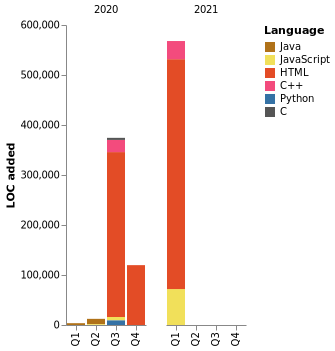 2020
2021
Language
Java
JavaScript
HTML
C++
Python
C
LOC added
600,000
500,000
400,000
300,000
200,000
100,000
0
Q1
Q2
Q3
Q4
Q1
Q2
Q3
Q4